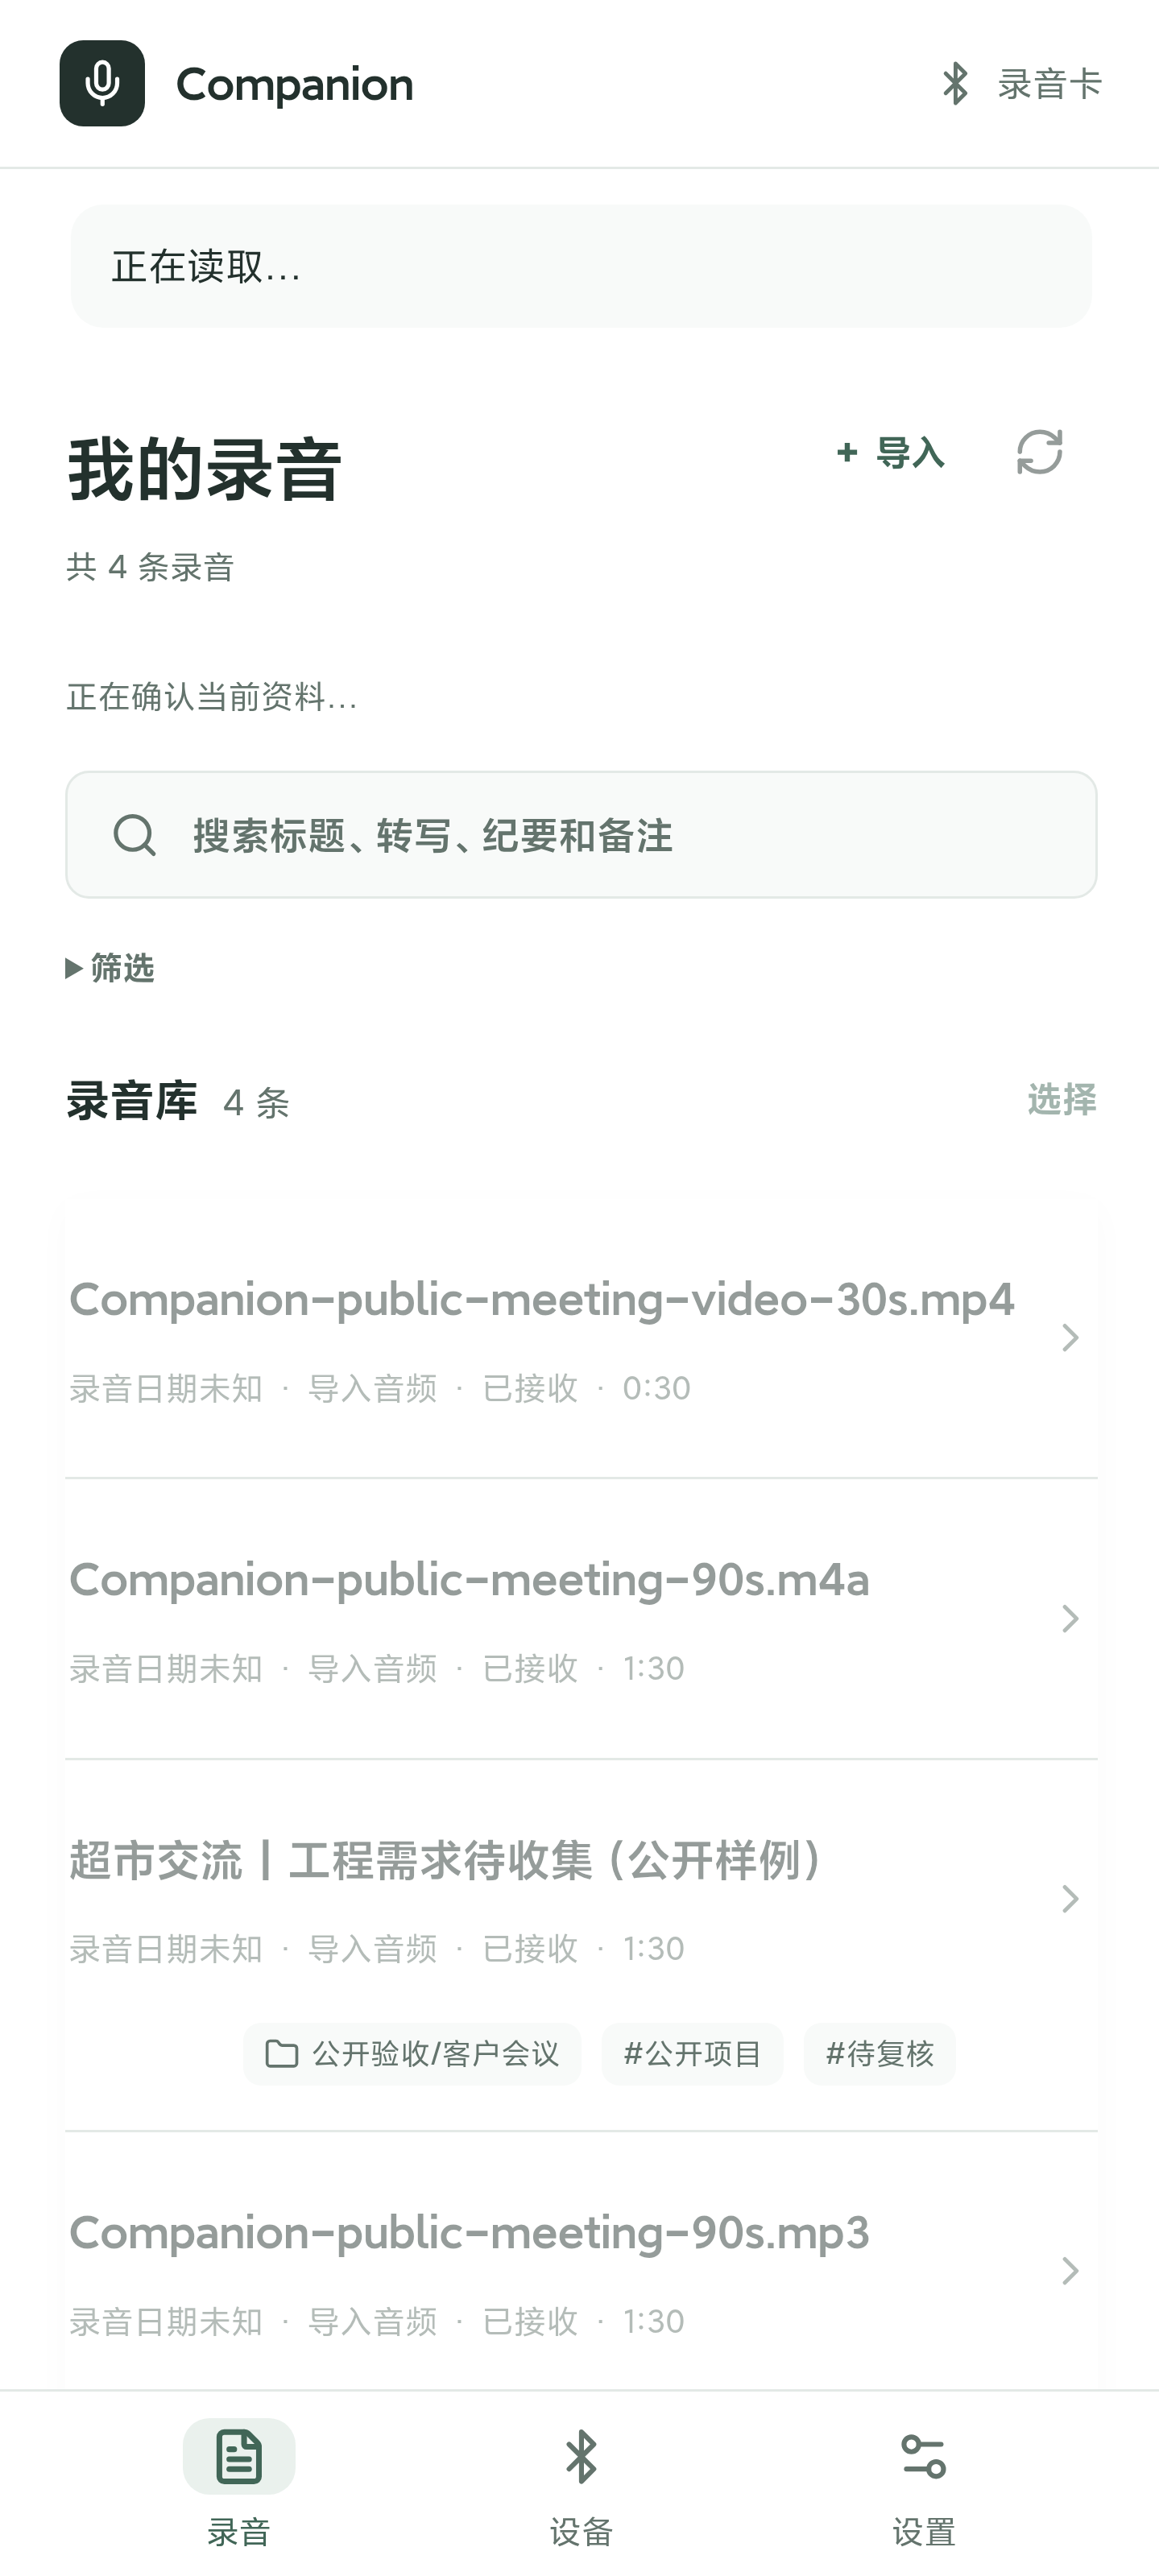 Companion
录音卡
正在读取...
我的录音
+ 导入
共 4 条录音
正在确认当前资料...
搜索标题、转写、纪要和备注
筛选
录音库 4 条
选择
Companion-public-meeting-video-30s.mp4
录音日期未知 · 导入音频 · 已接收 · 0:30
Companion-public-meeting-90s.m4a
录音日期未知 · 导入音频 · 已接收 · 1:30
超市交流丨工程需求待收集（公开样例）
录音日期未知 · 导入音频 · 已接收 · 1:30
公开验收/客户会议 #公开项目 #待复核
Companion-public-meeting-90s.mp3
录音日期未知 · 导入音频 · 已接收 · 1:30
录音 设备 设置